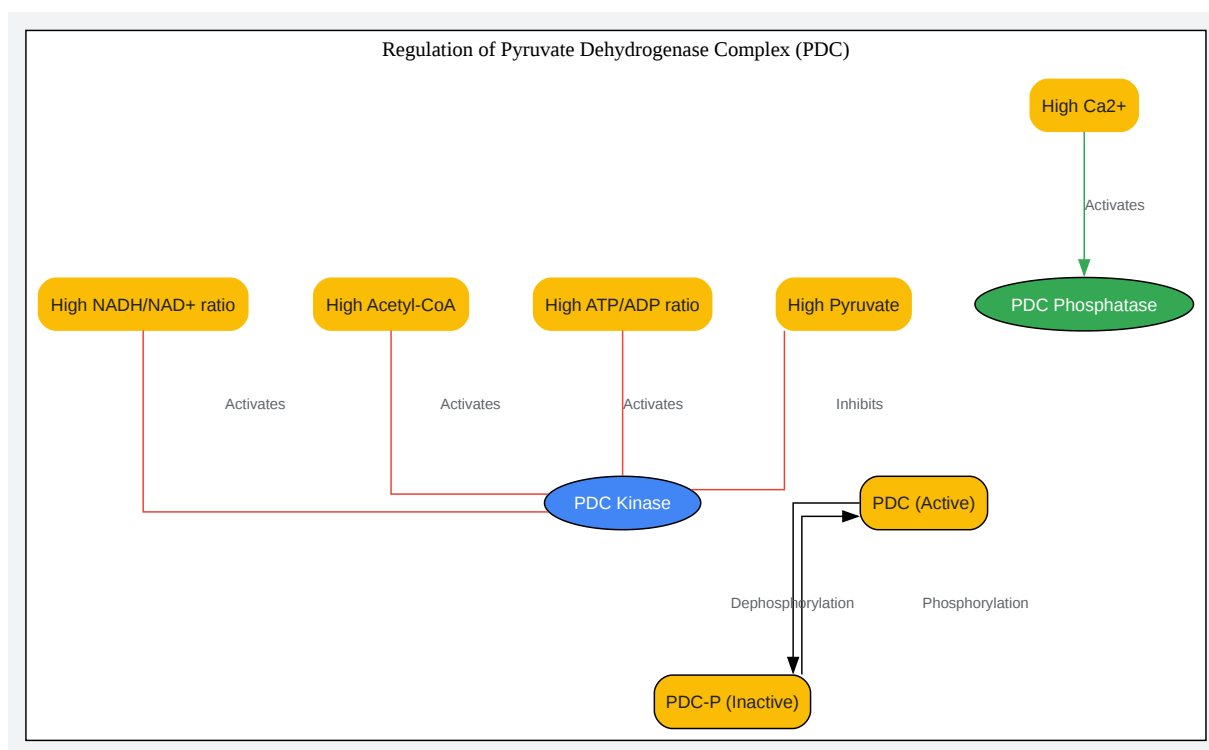 Regulation of Pyruvate Dehydrogenase Complex (PDC)
High Ca2+
Activates
High NADH/NAD+ ratio
High Acetyl-CoA
High ATP/ADP ratio
High Pyruvate
PDC Phosphatase
Activates
Activates
Activates
Inhibits
PDC Kinase
PDC (Active)
Dephosphorylation
Phosphorylation
PDC-P (Inactive)